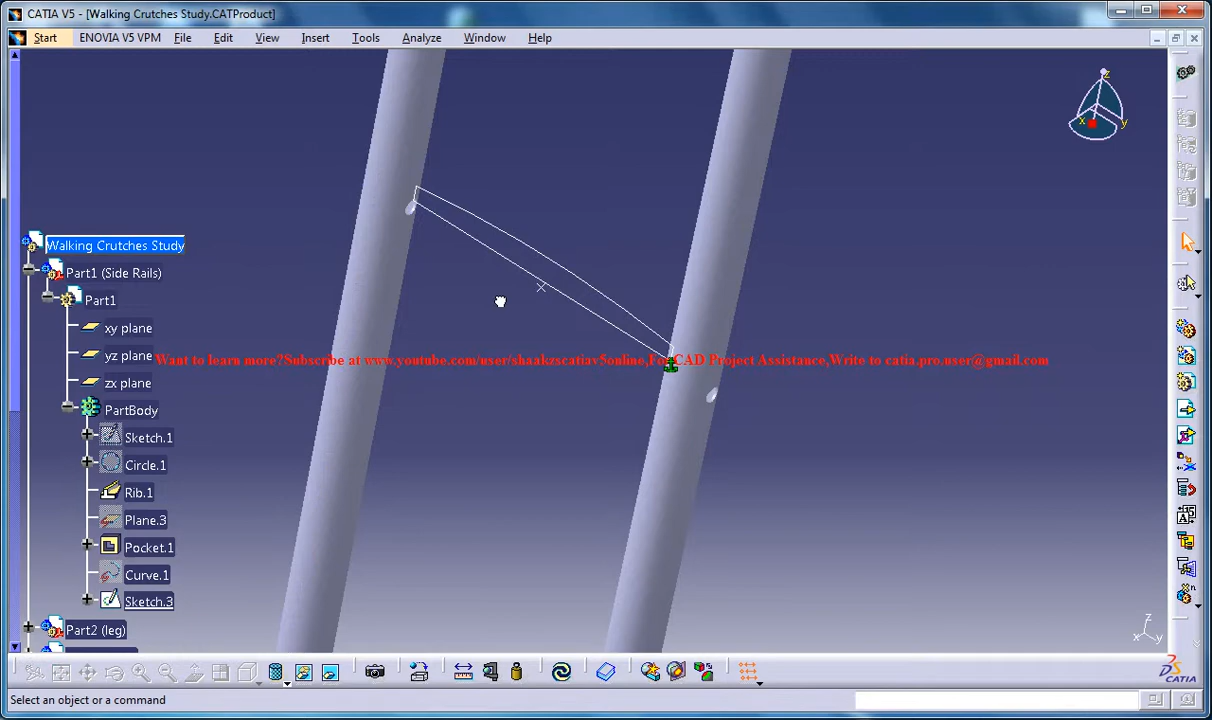 CATIA V5 - [Walking Crutches Study.CATProduct]
Start ENOVIA V5 VPM File Edit View Insert Tools Analyze Window Help
z
x
y
Walking Crutches Study
Part1 (Side Rails)
Part1
xy plane
yz plane
zx plane
Want to learn more?Subscribe at www.youtube.com/user/shaakzscatiav5online,For CAD Project Assistance,Write to catia.pro.user@gmail.com
PartBody
Sketch.1
Circle.1
Rib.1
Plane.3
Pocket.1
Curve.1
Sketch.3
Part2 (leg)
z
x
y
CATIA
Select an object or a command